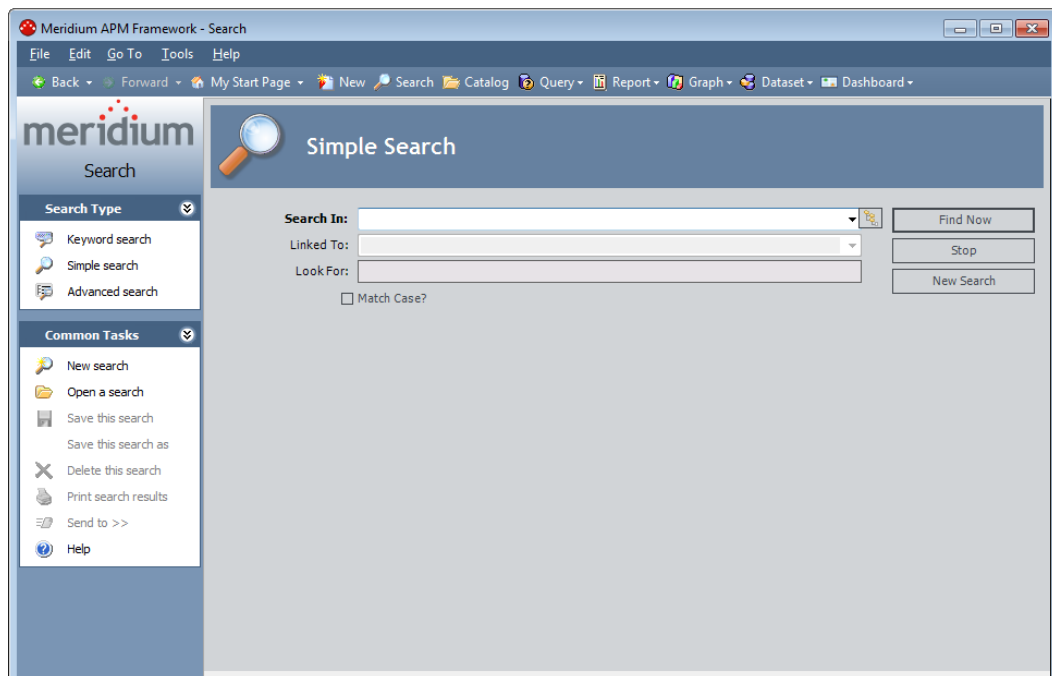 Meridium APM Framework - Search
File Edit Go To Tools Help
Back Forward My Start Page New Search Catalog Query Report Graph Dataset Dashboard
meridium
Search
Simple Search
Search Type
Keyword search
Simple search
Advanced search
Search In:
Find Now
Linked To:
Stop
Look For:
New Search
Match Case?
Common Tasks
New search
Open a search
Save this search
Save this search as
Delete this search
Print search results
Send to >>
Help